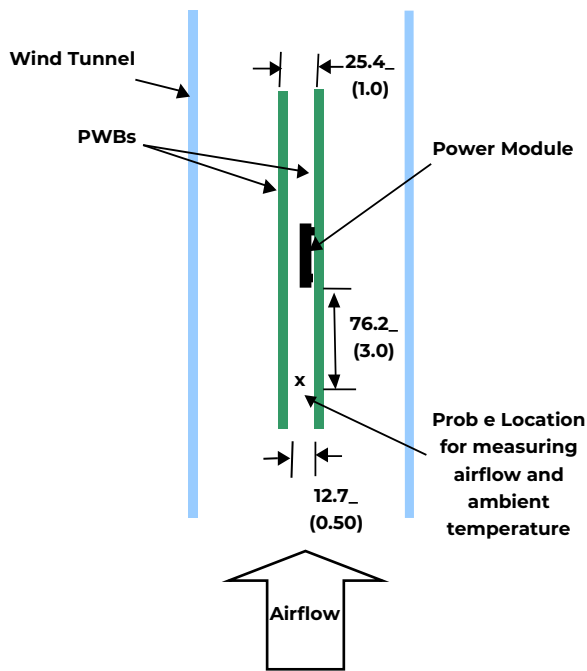 Wind Tunnel
25.4_
(1.0)
PWBs
Power Module
76.2_
(3.0)
x
Prob e Location
for measuring
airflow and
ambient
temperature
12.7_
(0.50)
Airflow